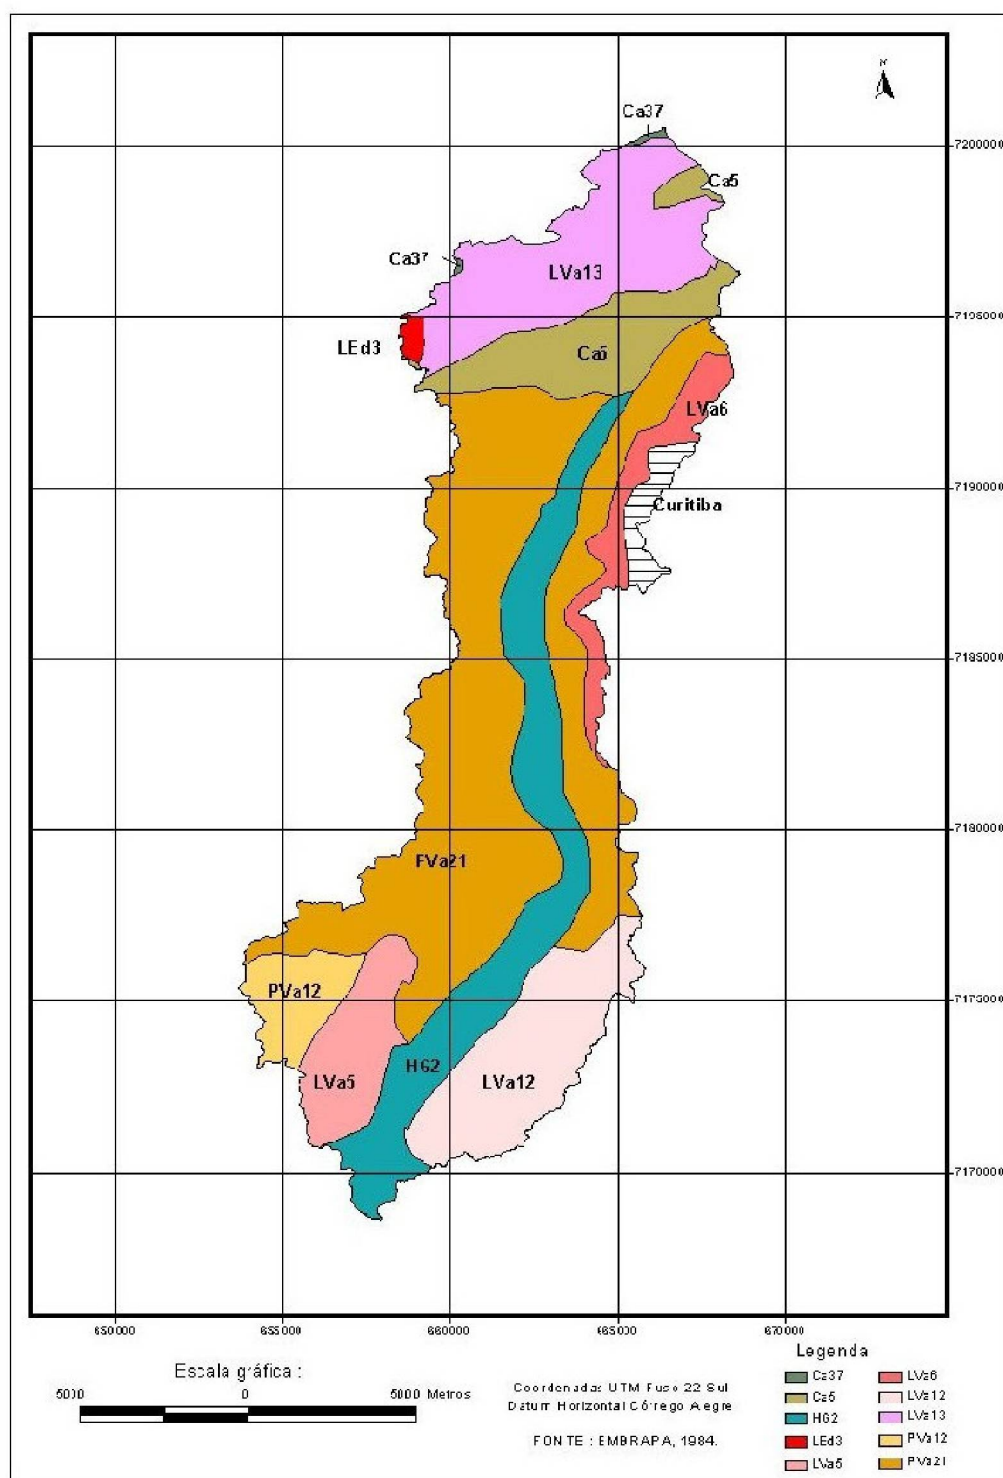 N
Ca37
7200000
Ca5
Ca37
LVa13
7195000
LEd3
Ca5
LVa6
7190000
Curitiba
7185000
7180000
PVa21
PVa12
7175000
HG2
LVa5
LVa12
7170000
650000 655000 660000 665000 670000
Legenda
Escala gráfica :
5000 0 5000 Metros
Coordenadas UTM Fuso 22 Sul
Datum Horizontal Córrego Alegre
FONTE : EMBRAPA, 1984.
Ca37 LVa6
Ca5 LVa12
HG2 LVa13
LEd3 PVa12
LVa5 PVa21